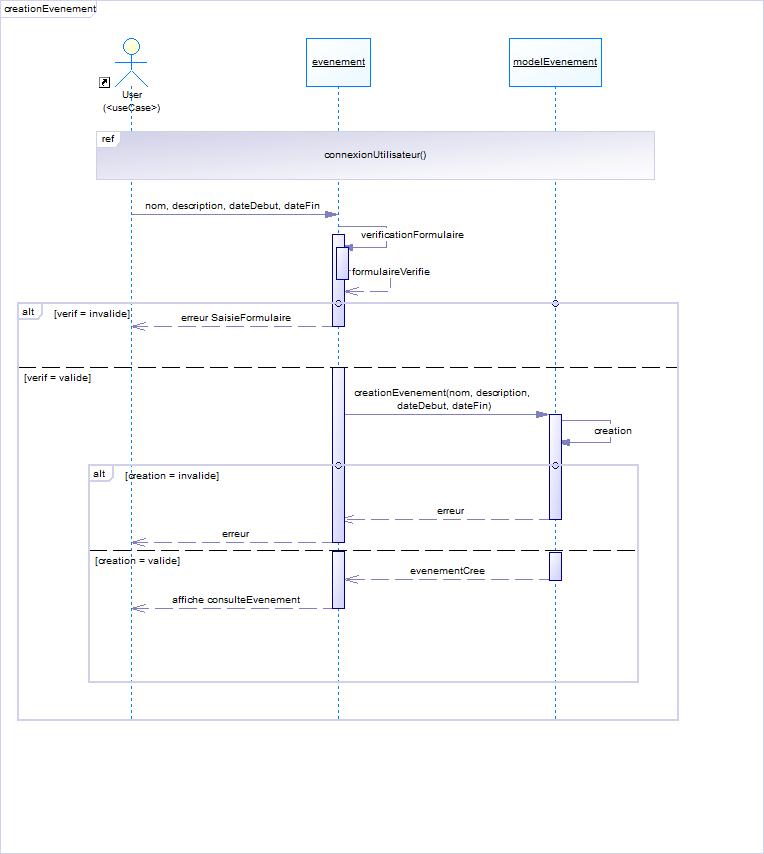 creationEvenement
evenement
modelEvenement
User
(<useCase>)
ref
connexionUtilisateur()
nom, description, dateDebut, dateFin
verificationFormulaire
formulaireVerifie
alt
[verif = invalide]
erreur SaisieFormulaire
[verif = valide]
creationEvenement(nom, description,
dateDebut, dateFin)
creation
alt
[creation = invalide]
erreur
erreur
[creation = valide]
evenementCree
affiche consulteEvenement